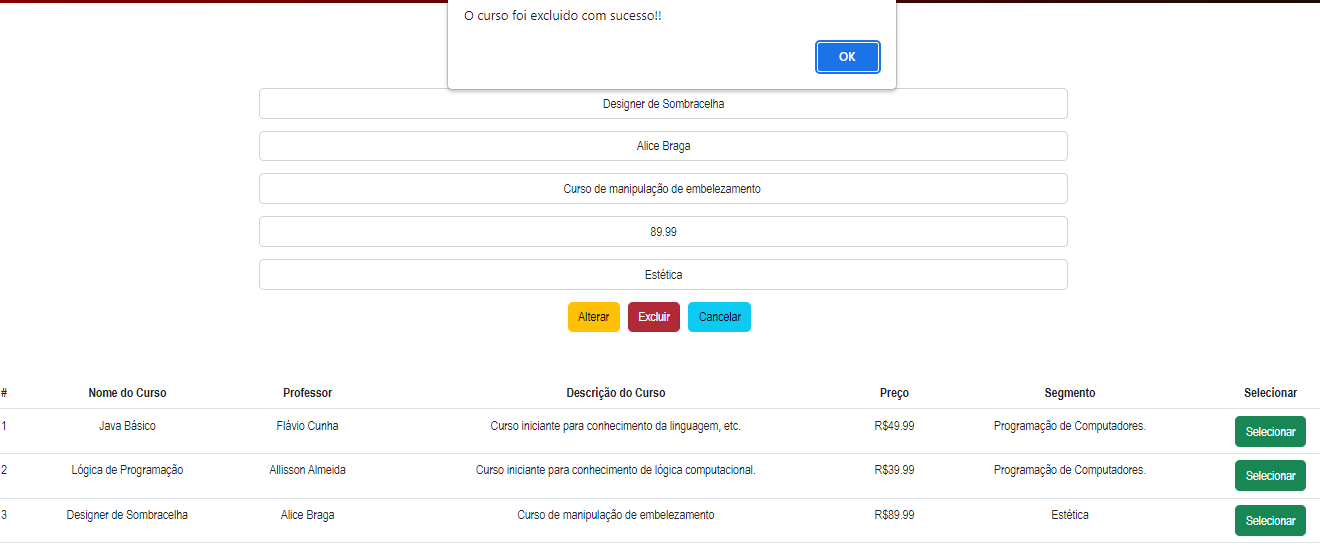 O curso foi excluido com sucesso!!
OK
Designer de Sombracelha
Alice Braga
Curso de manipulação de embelezamento
89.99
Estética
Alterar Excluir Cancelar
# Nome do Curso Professor Descrição do Curso Preço Segmento Selecionar
1 Java Básico Flávio Cunha Curso iniciante para conhecimento da linguagem, etc. R$49.99 Programação de Computadores. Selecionar
2 Lógica de Programação Allisson Almeida Curso iniciante para conhecimento de lógica computacional. R$39.99 Programação de Computadores. Selecionar
3 Designer de Sombracelha Alice Braga Curso de manipulação de embelezamento R$89.99 Estética Selecionar